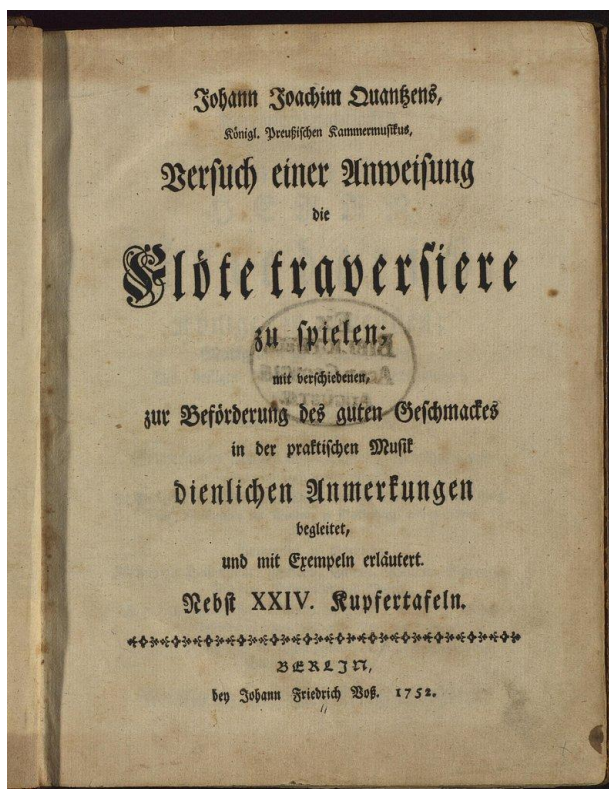 Johann Joachim Quantzens,
Königl. Preußischen Kammermusikus,
Versuch einer Anweisung
die
Flöte traversiere
zu spielen;
mit verschiedenen,
zur Beförderung des guten Geschmackes
in der praktischen Musik
dienlichen Anmerkungen
begleitet,
und mit Exempeln erläutert.
Nebst XXIV. Kupfertafeln.
BERLIN,
bey Johann Friedrich Voß. 1752.